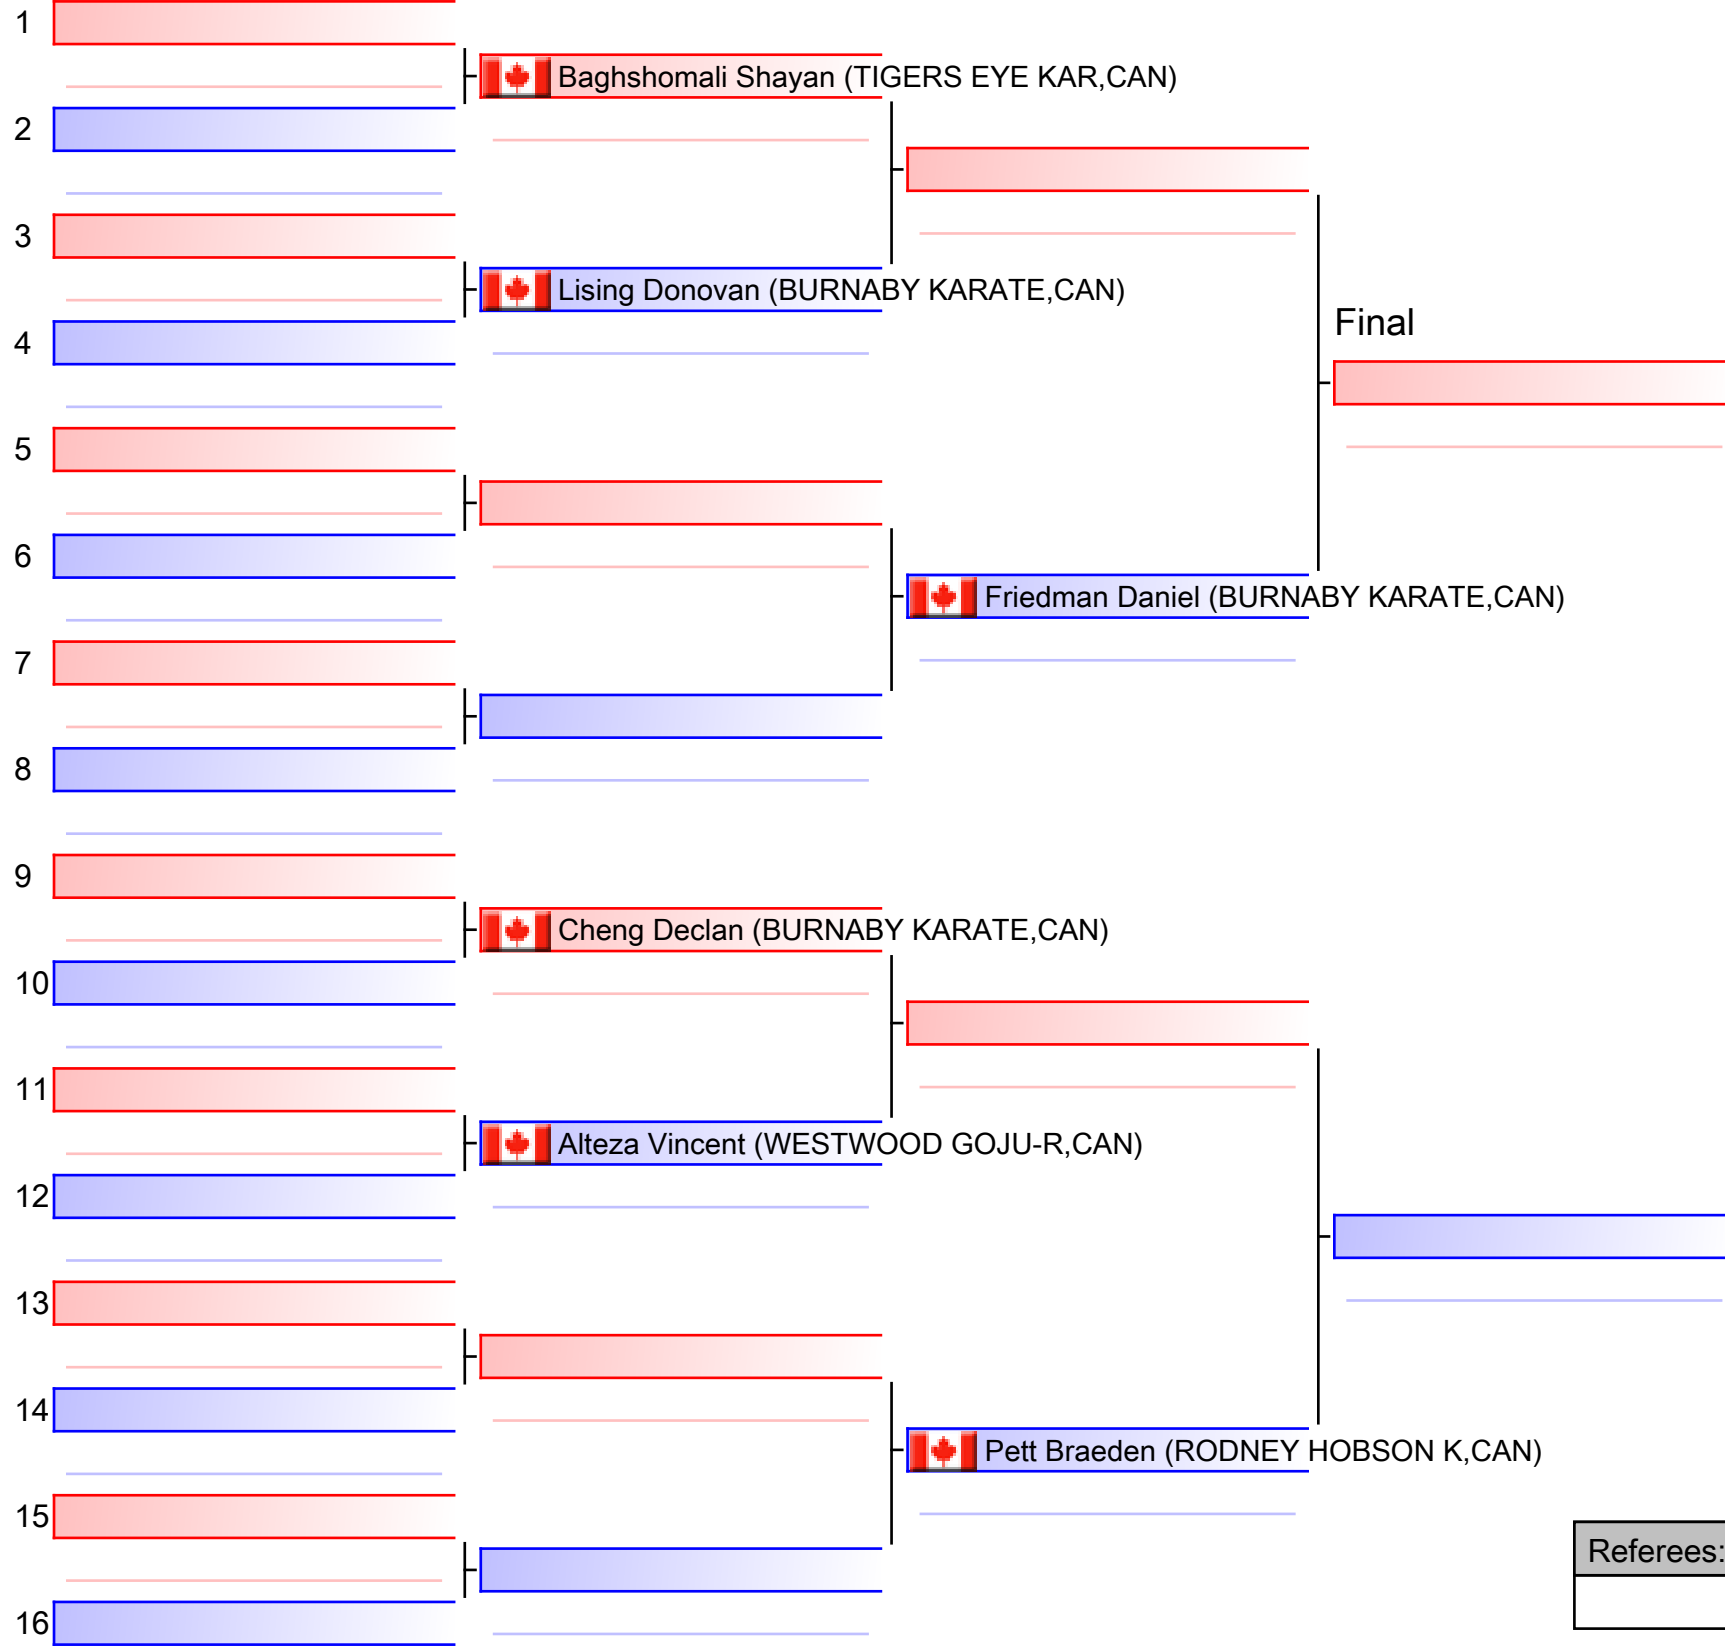 1
Baghshomali Shayan (TIGERS EYE KAR,CAN)
2
3
Lising Donovan (BURNABY KARATE,CAN)
4
Final
5
6
Friedman Daniel (BURNABY KARATE,CAN)
7
8
9
Cheng Declan (BURNABY KARATE,CAN)
10
11
Alteza Vincent (WESTWOOD GOJU-R,CAN)
12
13
14
Pett Braeden (RODNEY HOBSON K,CAN)
15
Referees:
16